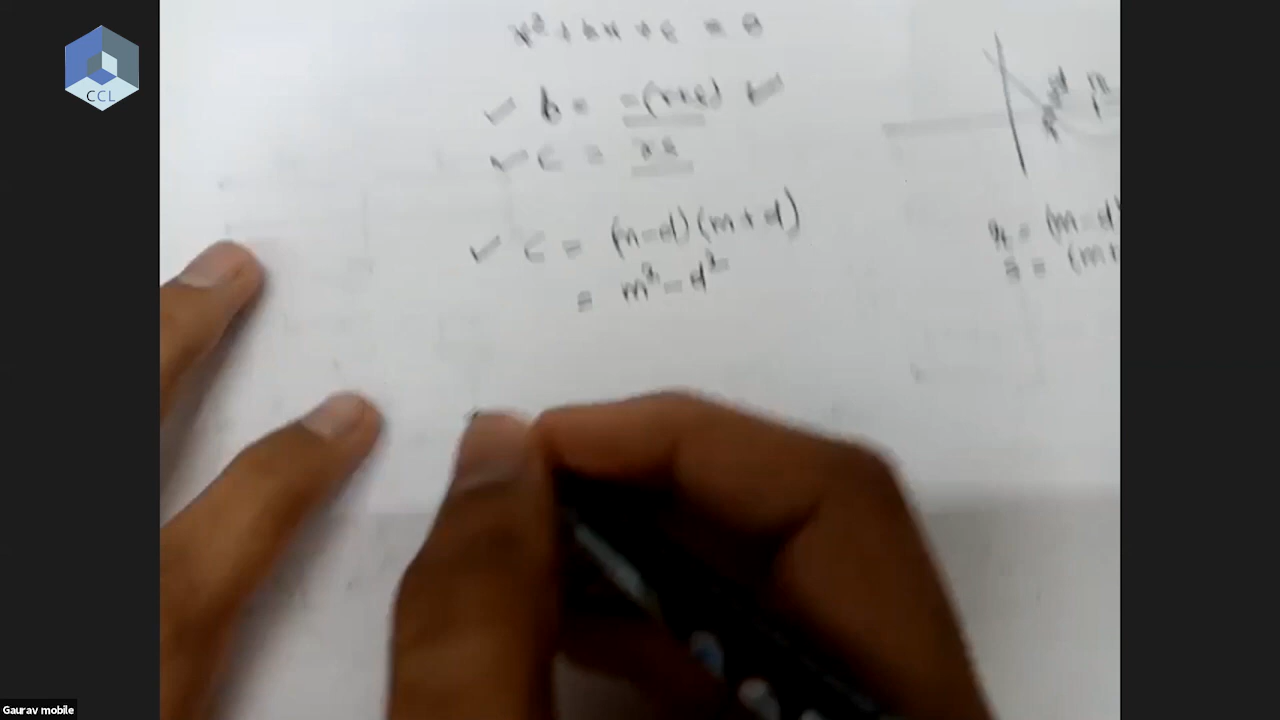 CCL
x² + bx + c = 0
✓ b = -(r+s) ✓
✓ c = rs
✓ c = (m-d)(m+d)
= m² - d²
r = (m-d)
s = (m+
Gaurav mobile